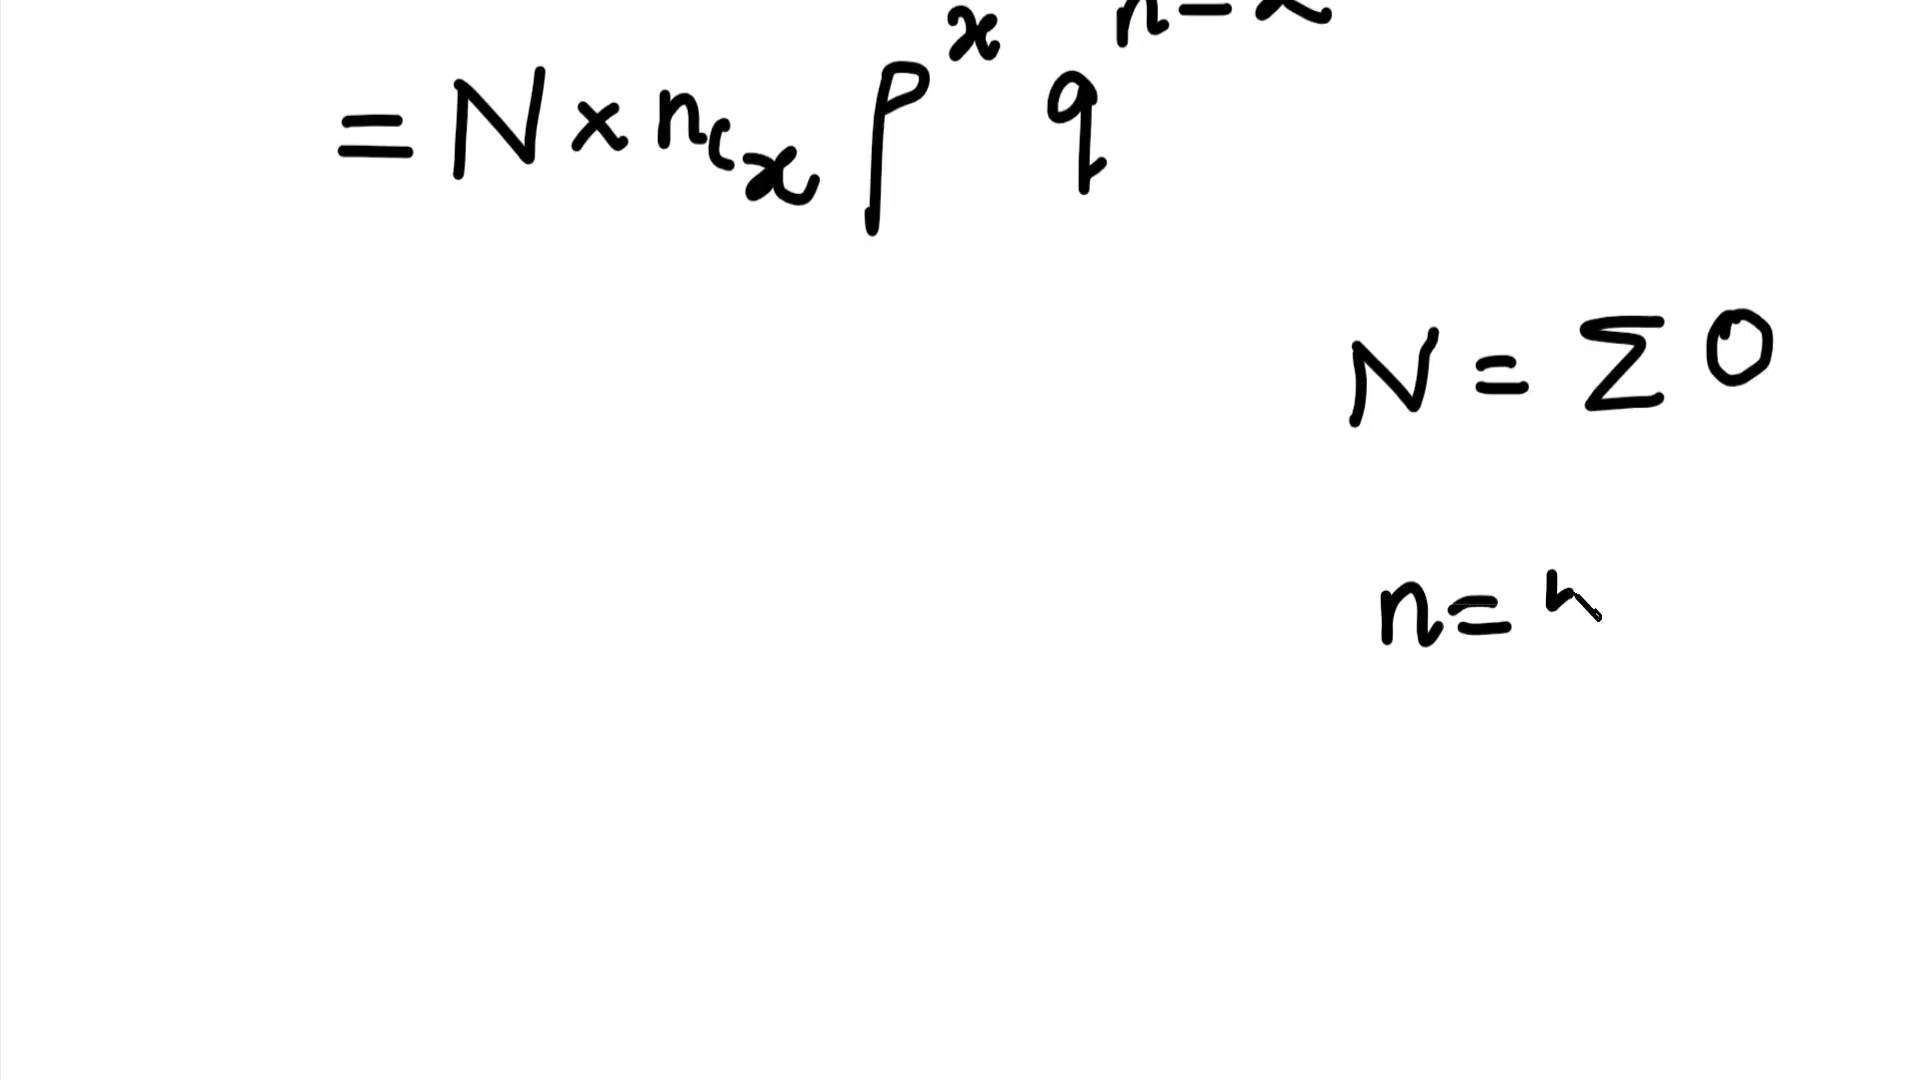 = N × nCx p^x q^n-x
N = Σ O
n =